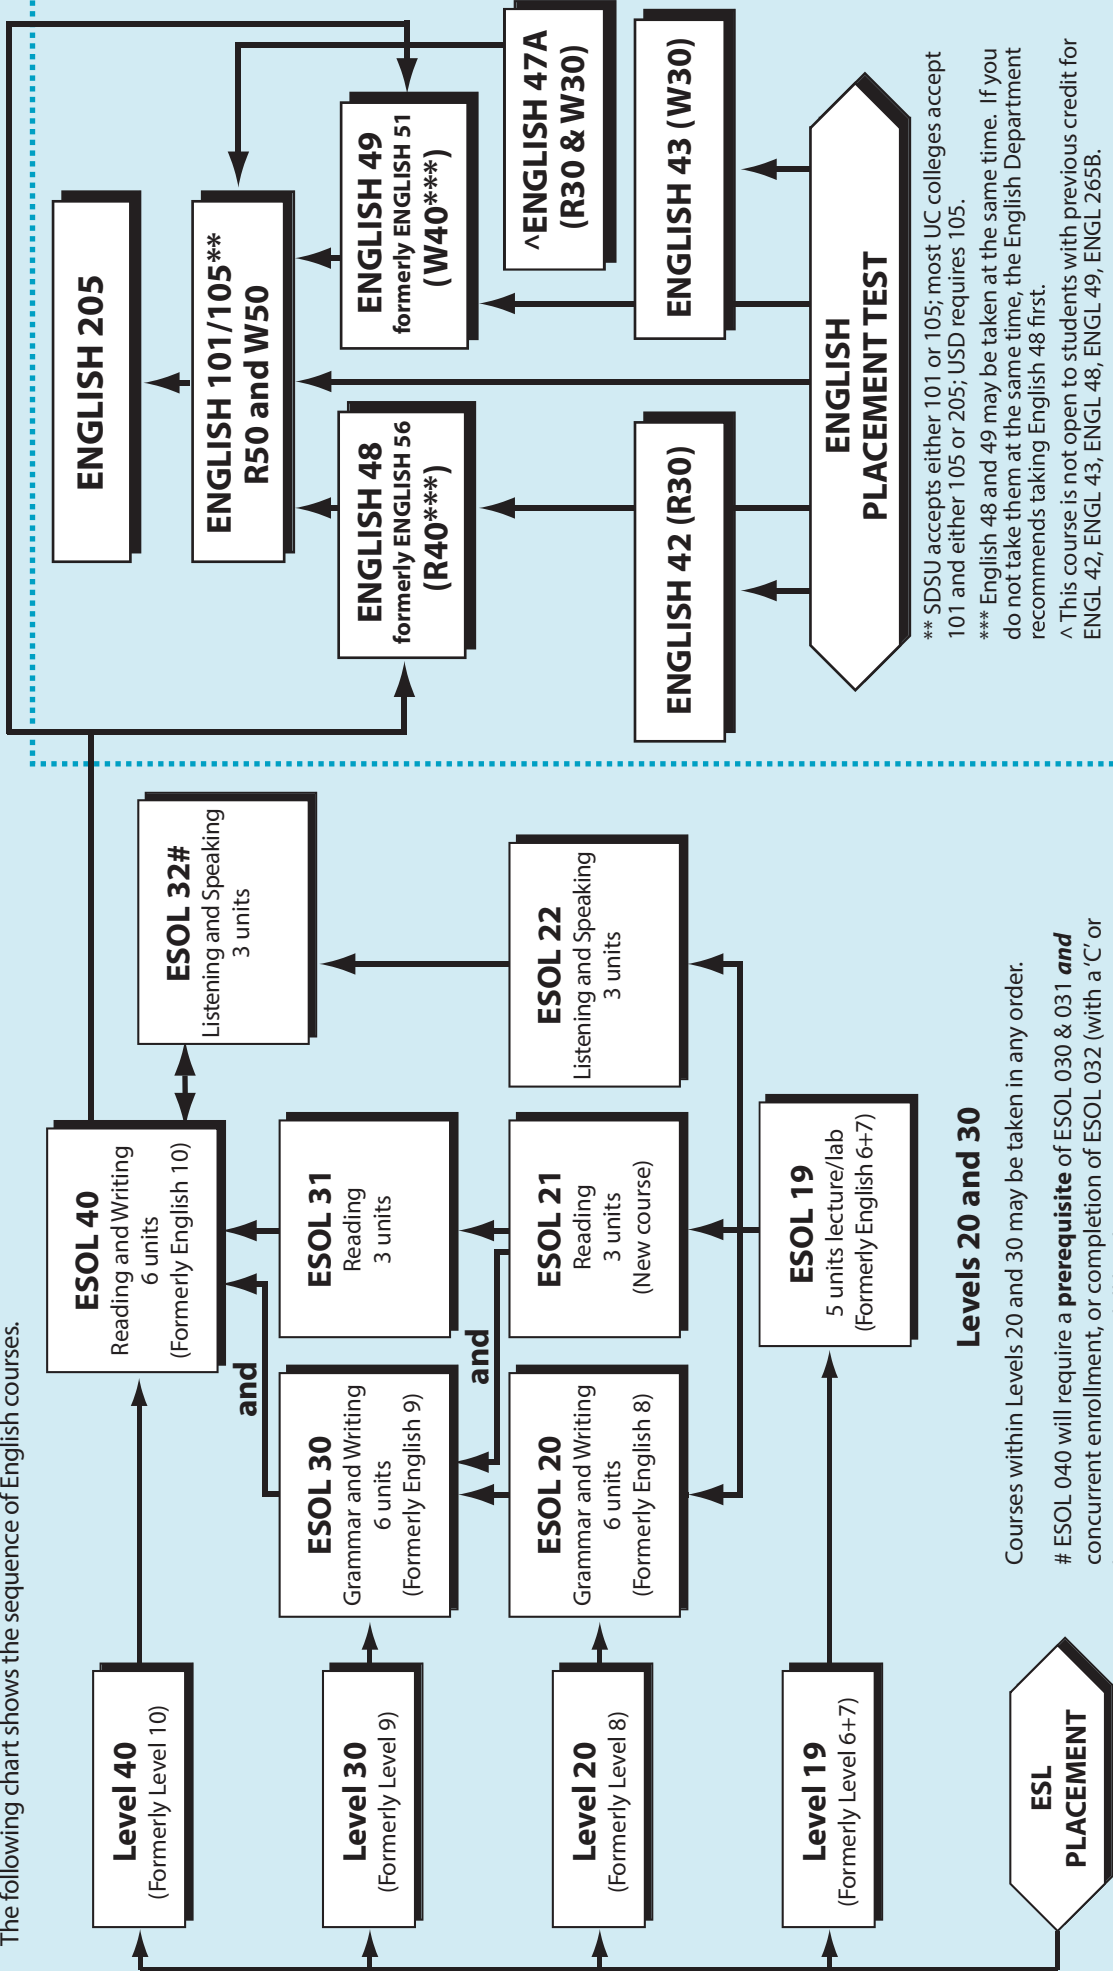 The following chart shows the sequence of English courses.
Level 40
(Formerly Level 10)
Level 30
(Formerly Level 9)
Level 20
(Formerly Level 8)
Level 19
(Formerly Level 6+7)
ESL
PLACEMENT
ESOL 40
Reading and Writing
6 units
(Formerly English 10)
ESOL 32#
Listening and Speaking
3 units
and
ESOL 30
Grammar and Writing
6 units
(Formerly English 9)
ESOL 31
Reading
3 units
and
ESOL 20
Grammar and Writing
6 units
(Formerly English 8)
ESOL 21
Reading
3 units
(New course)
ESOL 22
Listening and Speaking
3 units
ESOL 19
5 units lecture/lab
(Formerly English 6+7)
Levels 20 and 30
Courses within Levels 20 and 30 may be taken in any order.
# ESOL 040 will require a prerequisite of ESOL 030 & 031 and
concurrent enrollment, or completion of ESOL 032 (with a ‘C’ or
ENGLISH 205
ENGLISH 101/105**
R50 and W50
ENGLISH 48
formerly ENGLISH 56
(R40***)
ENGLISH 49
formerly ENGLISH 51
(W40***)
^ENGLISH 47A
(R30 & W30)
ENGLISH 42 (R30)
ENGLISH 43 (W30)
ENGLISH
PLACEMENT TEST
** SDSU accepts either 101 or 105; most UC colleges accept
101 and either 105 or 205; USD requires 105.
*** English 48 and 49 may be taken at the same time. If you
do not take them at the same time, the English Department
recommends taking English 48 first.
^ This course is not open to students with previous credit for
ENGL 42, ENGL 43, ENGL 48, ENGL 49, ENGL 265B.